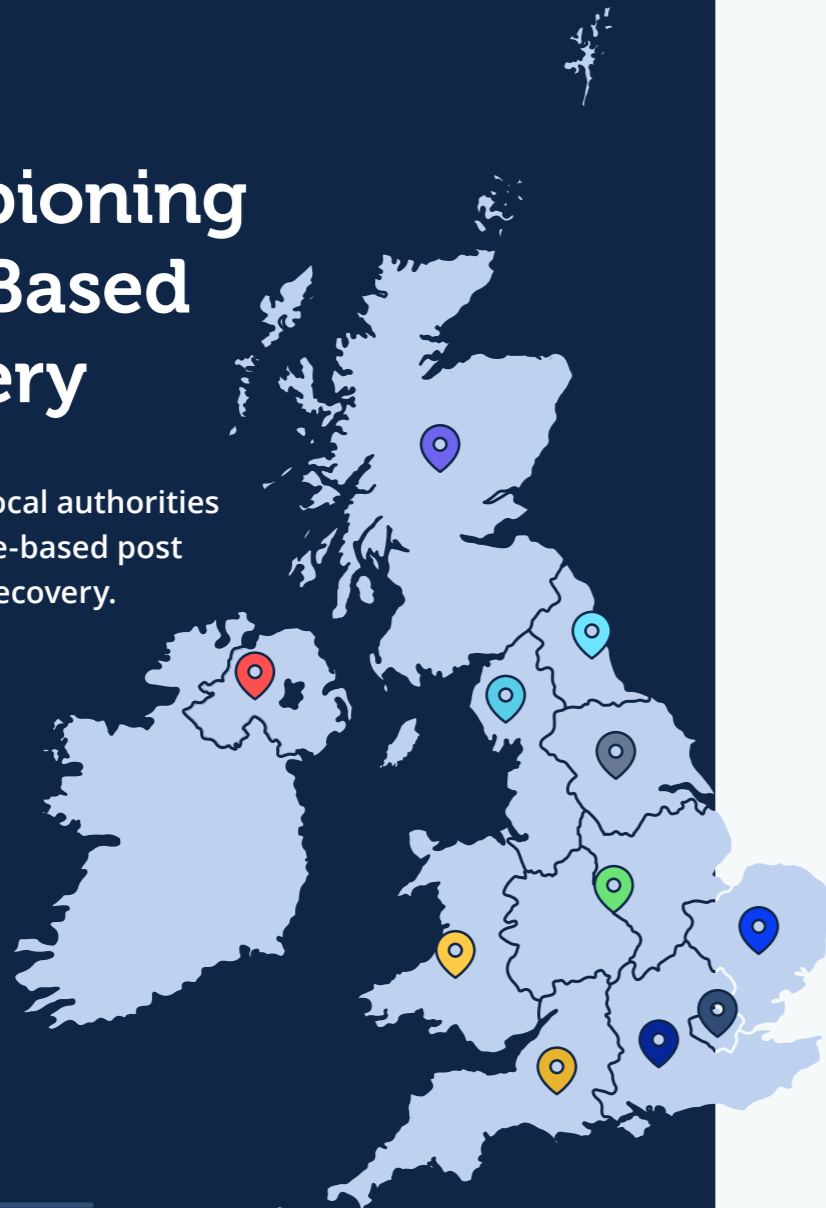 pioning
Based
ery
ocal authorities
e-based post
ecovery.